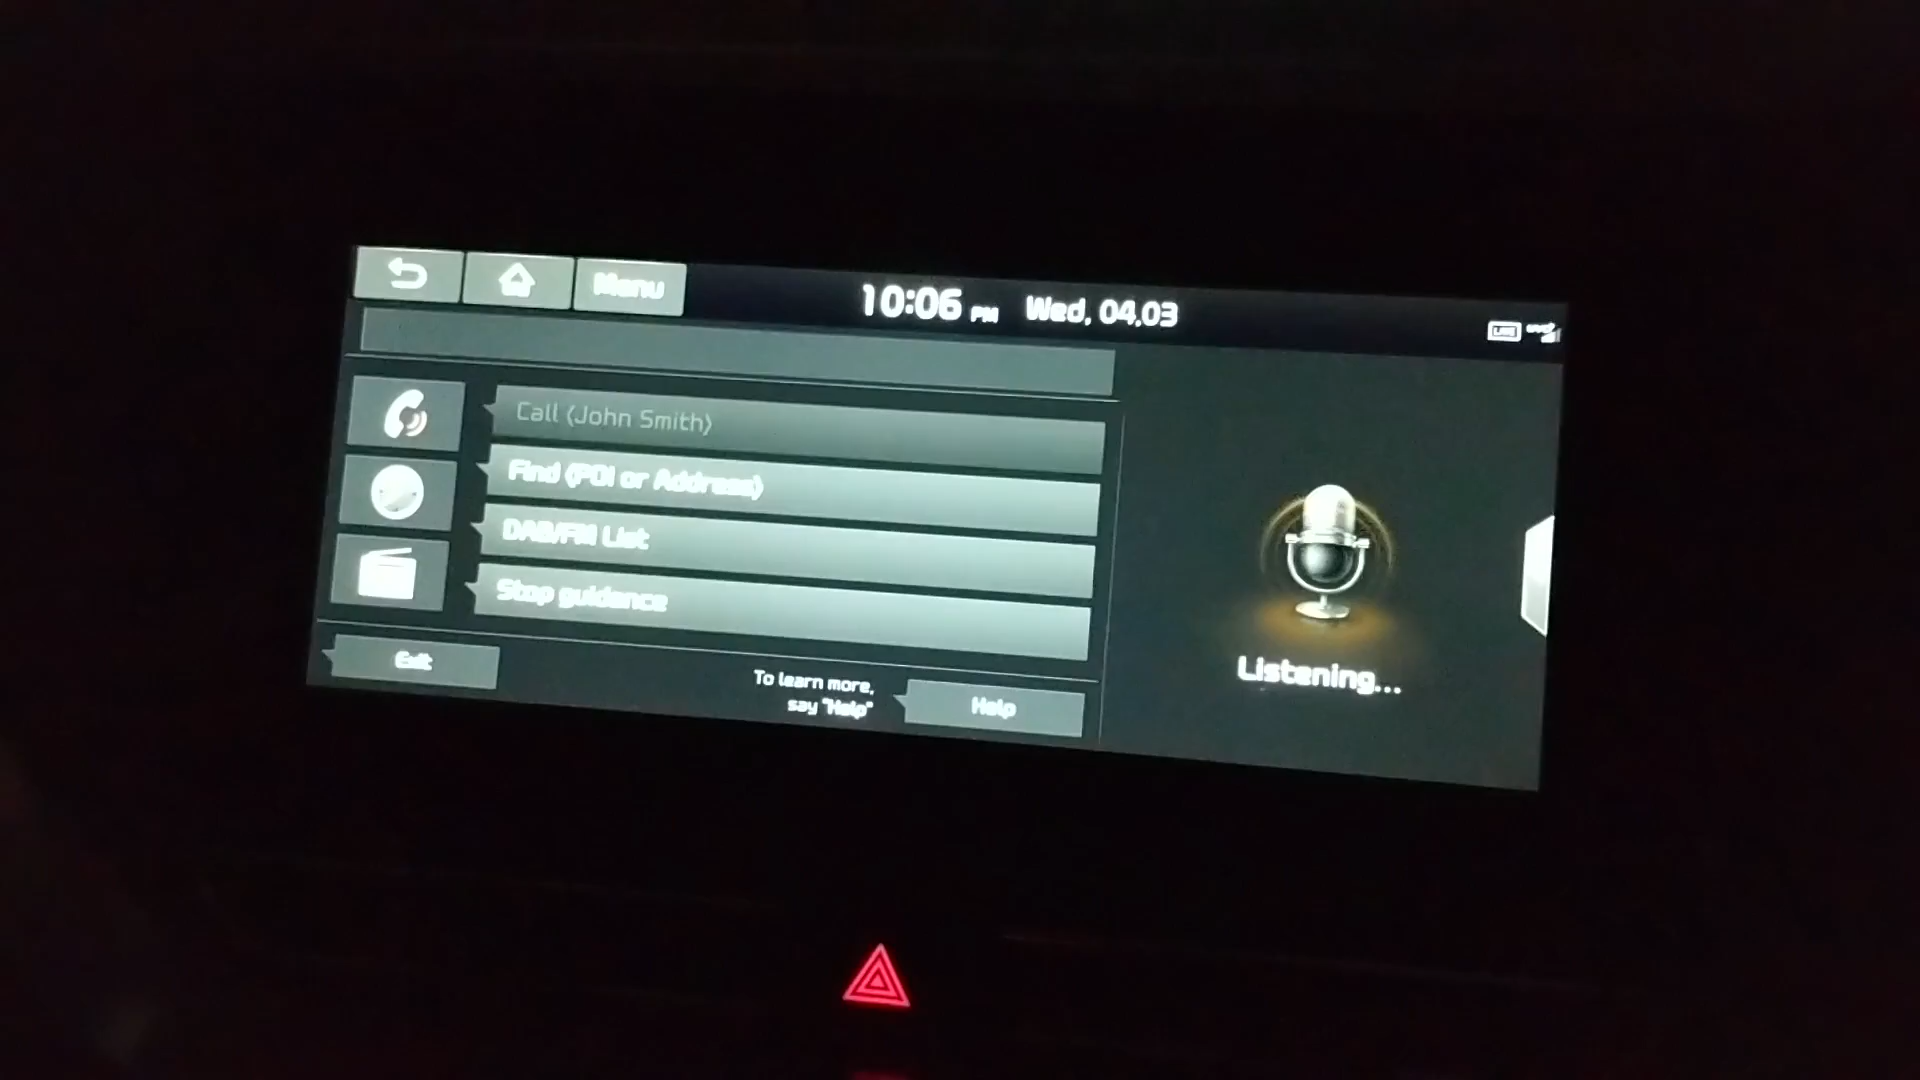 Menu
10:06 PM Wed, 04.03
LIVE
Call <John Smith>
Find <POI or Address>
DAB/FM List
Stop guidance
Exit
To learn more,
say "Help"
Help
Listening...